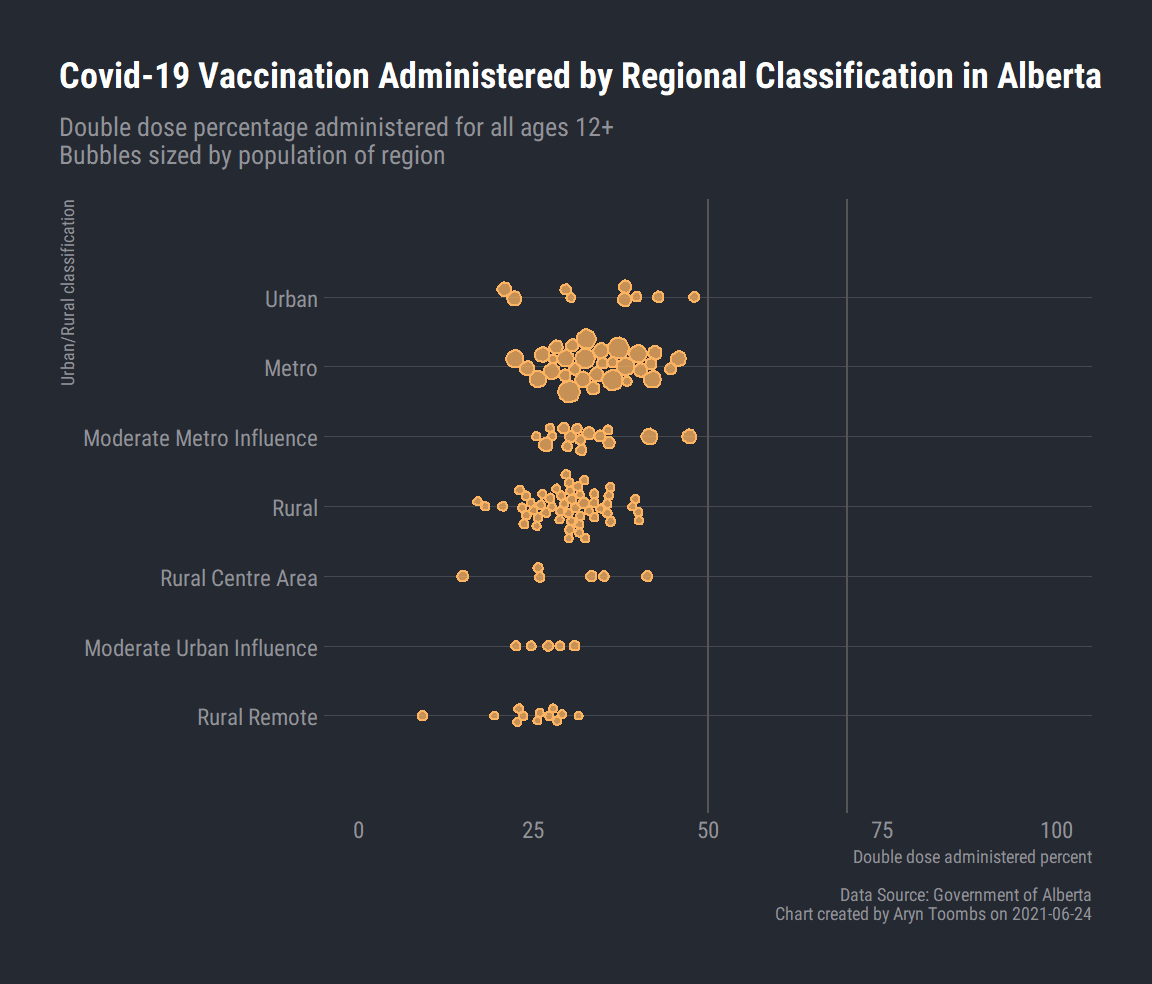 Covid-19 Vaccination Administered by Regional Classification in Alberta
Double dose percentage administered for all ages 12+
Bubbles sized by population of region
Urban/Rural classification
Urban
Metro
Moderate Metro Influence
Rural
Rural Centre Area
Moderate Urban Influence
Rural Remote
0 25 50 75 100
Double dose administered percent
Data Source: Government of Alberta
Chart created by Aryn Toombs on 2021-06-24